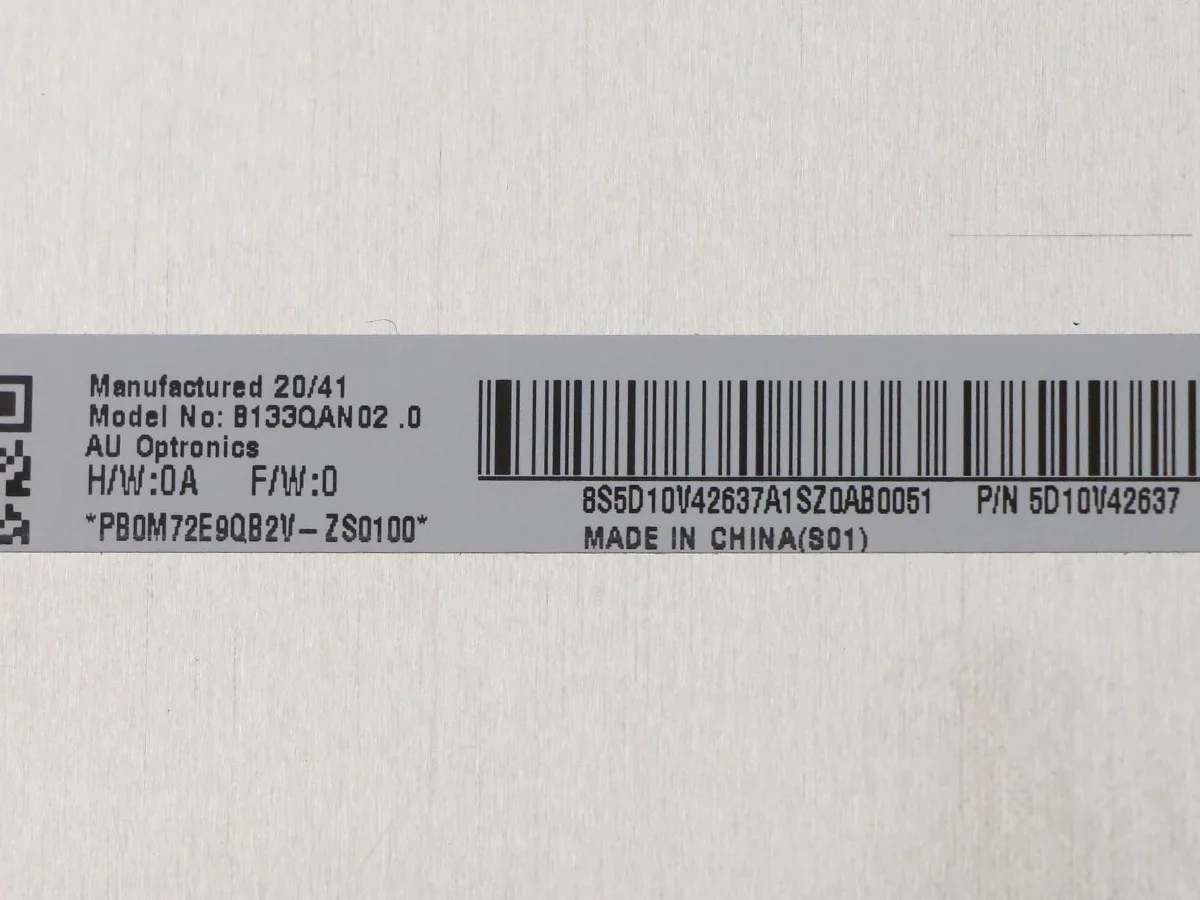 Manufactured 20/41
Model No: B133QAN02 .0
AU Optronics
H/W:0A F/W:0
*PB0M72E9QB2V-ZS0100*
8S5D10V42637A1SZ0AB0051 P/N 5D10V42637
MADE IN CHINA(S01)